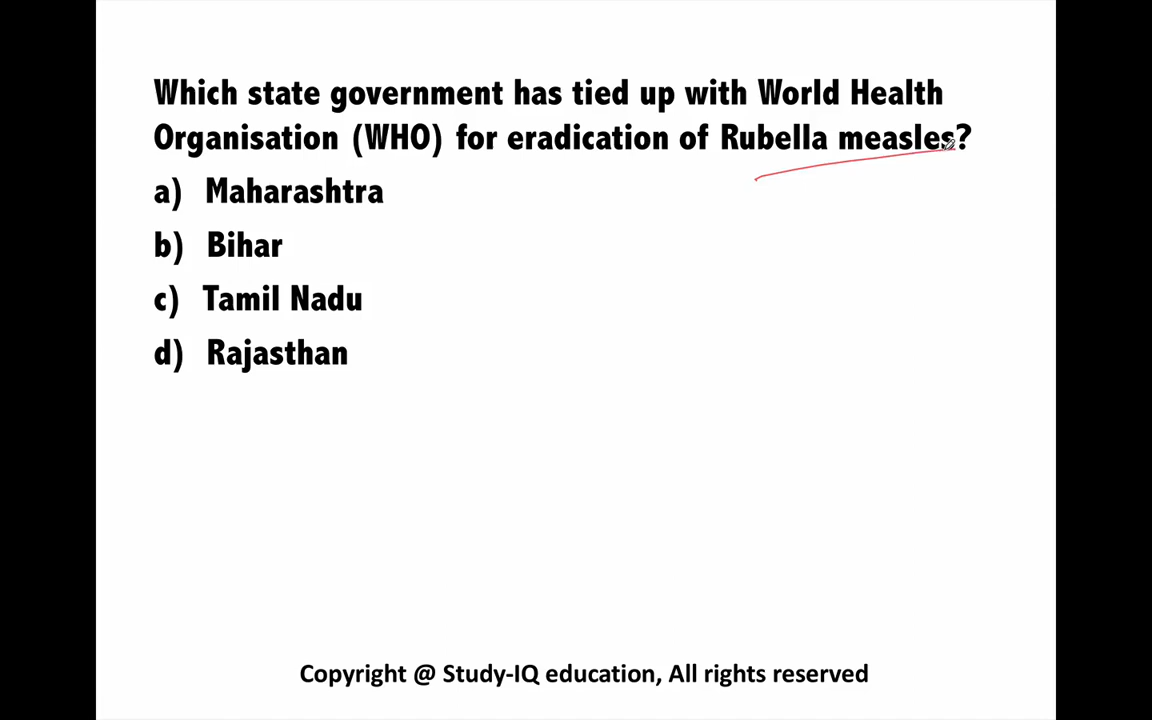 Which state government has tied up with World Health
Organisation (WHO) for eradication of Rubella measles?
a) Maharashtra
b) Bihar
c) Tamil Nadu
d) Rajasthan
Copyright @ Study-IQ education, All rights reserved